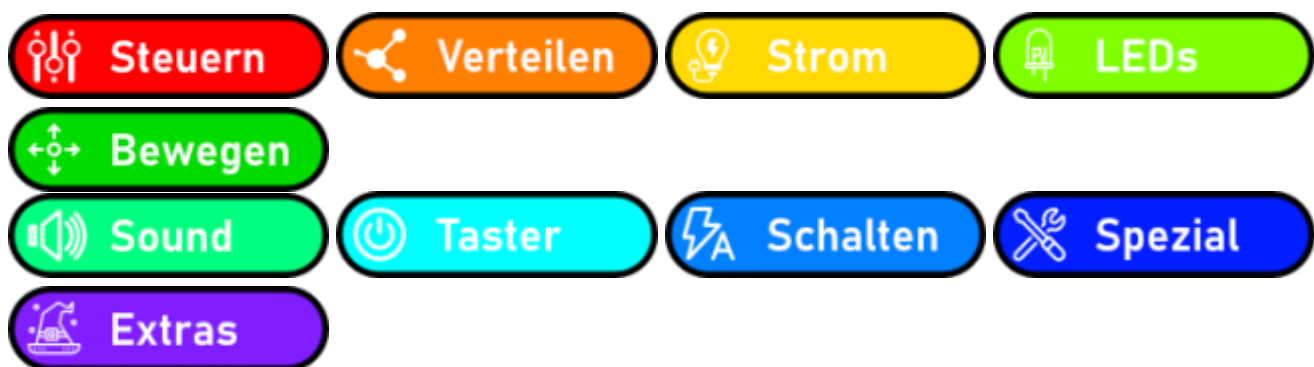 Steuern Verteilen Strom LEDs
Bewegen
Sound Taster Schalten Spezial
Extras